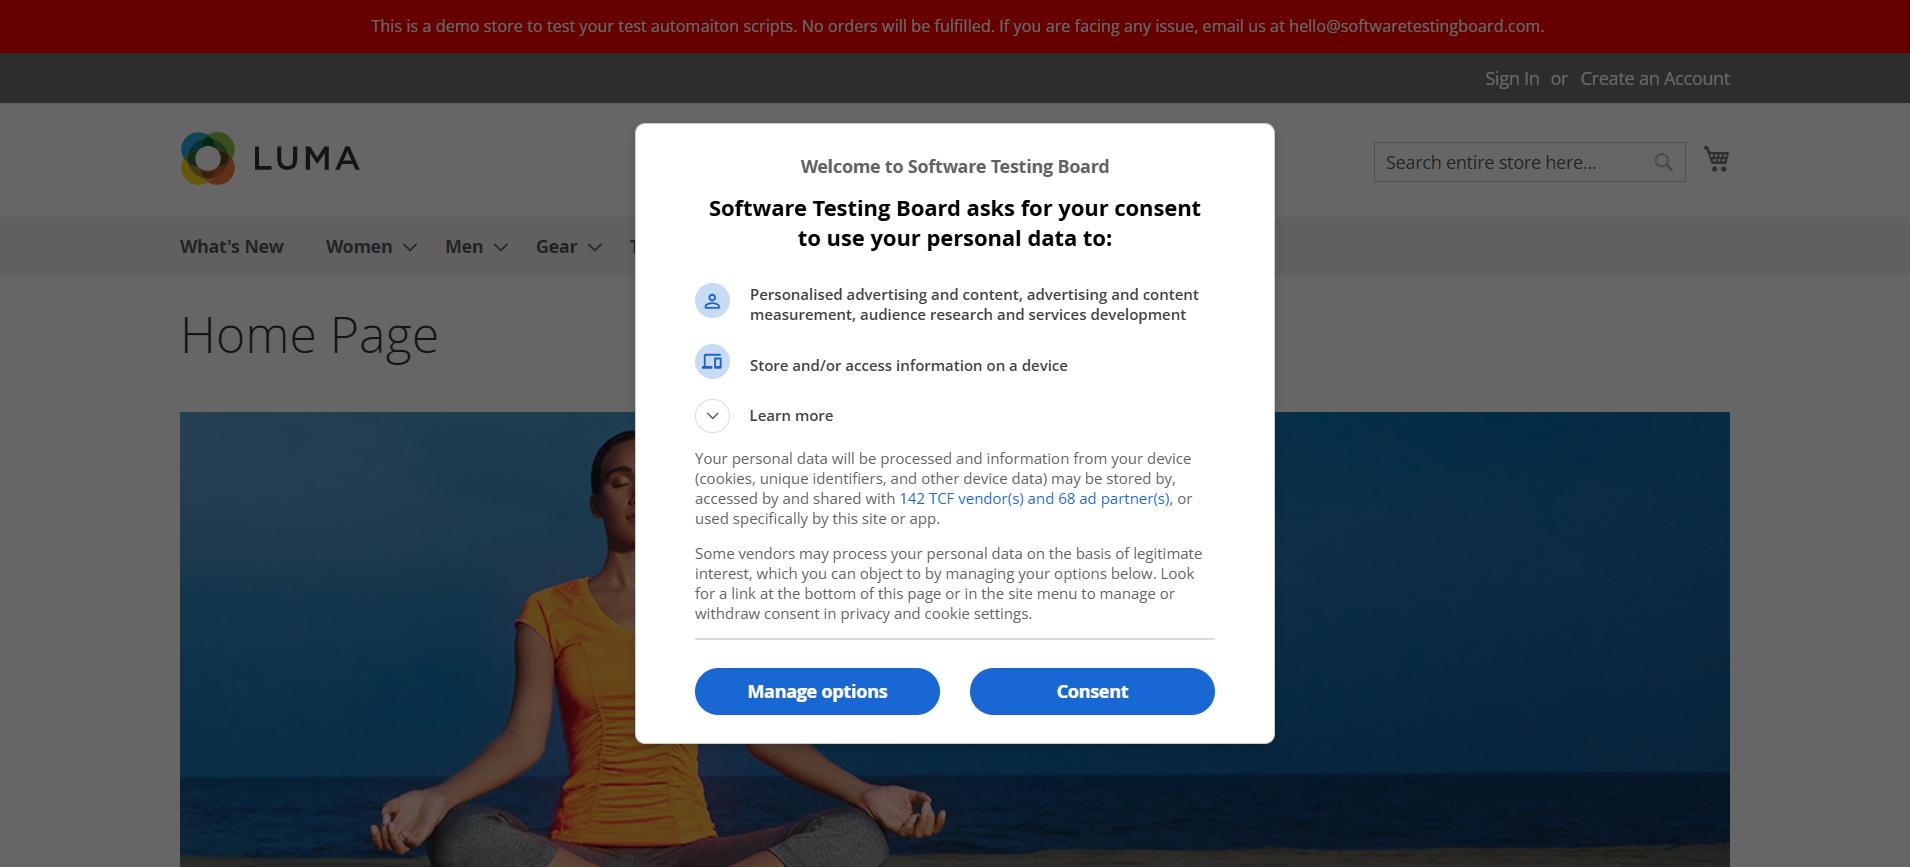 This is a demo store to test your test automaiton scripts. No orders will be fulfilled. If you are facing any issue, email us at hello@softwaretestingboard.com.
Sign In or Create an Account
LUMA
Search entire store here...
What's New Women Men Gear
Home Page
Welcome to Software Testing Board
Software Testing Board asks for your consent
to use your personal data to:
Personalised advertising and content, advertising and content
measurement, audience research and services development
Store and/or access information on a device
Learn more
Your personal data will be processed and information from your device
(cookies, unique identifiers, and other device data) may be stored by,
accessed by and shared with 142 TCF vendor(s) and 68 ad partner(s), or
used specifically by this site or app.
Some vendors may process your personal data on the basis of legitimate
interest, which you can object to by managing your options below. Look
for a link at the bottom of this page or in the site menu to manage or
withdraw consent in privacy and cookie settings.
Manage options Consent